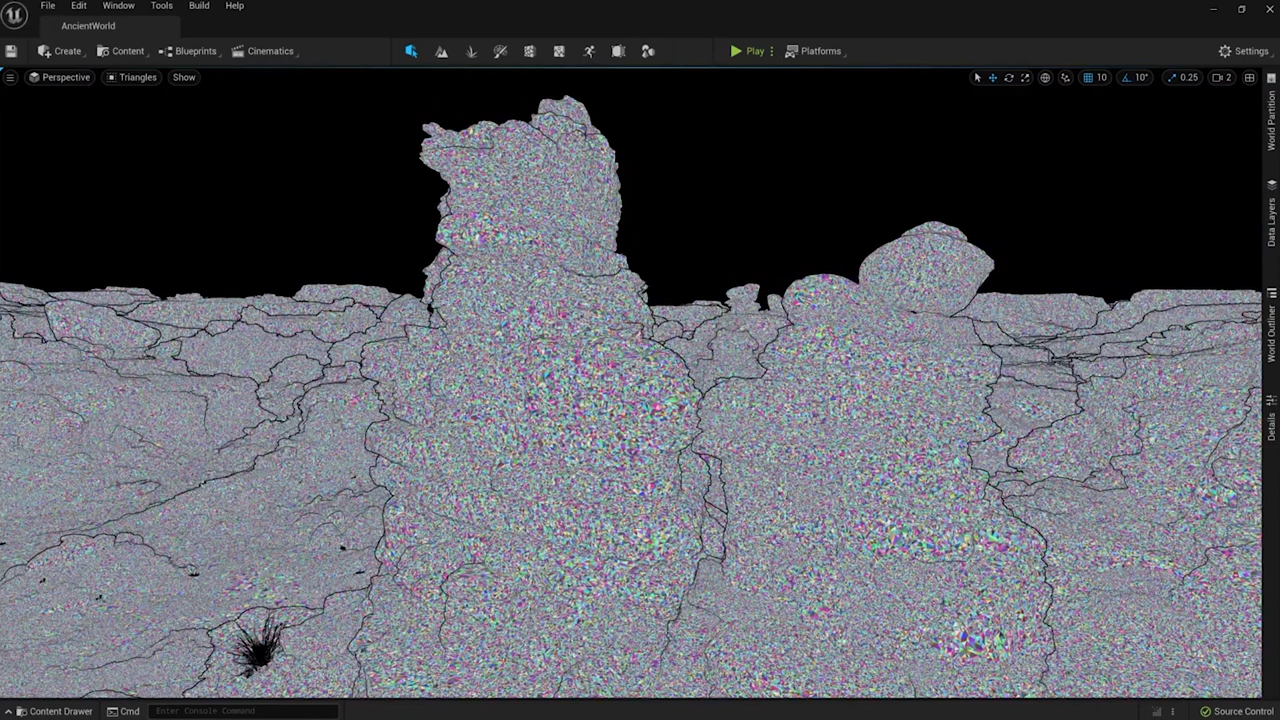 File Edit Window Tools Build Help
AncientWorld
Create Content Blueprints Cinematics Play Platforms Settings
Perspective Triangles Show 10 10° 0.25 2
World Partition
Data Layers
World Outliner
Details
Content Drawer Cmd Enter Console Command Source Control